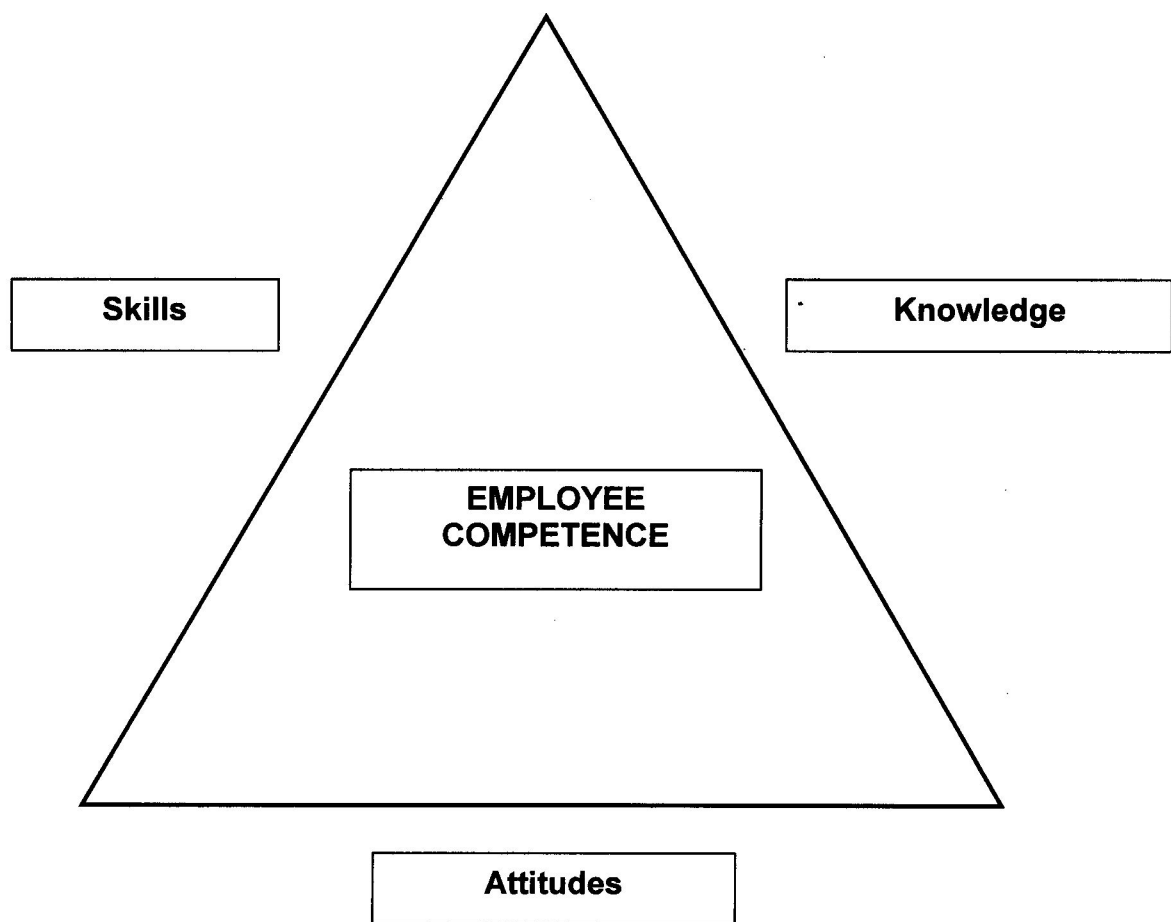 Skills
Knowledge
EMPLOYEE
COMPETENCE
Attitudes